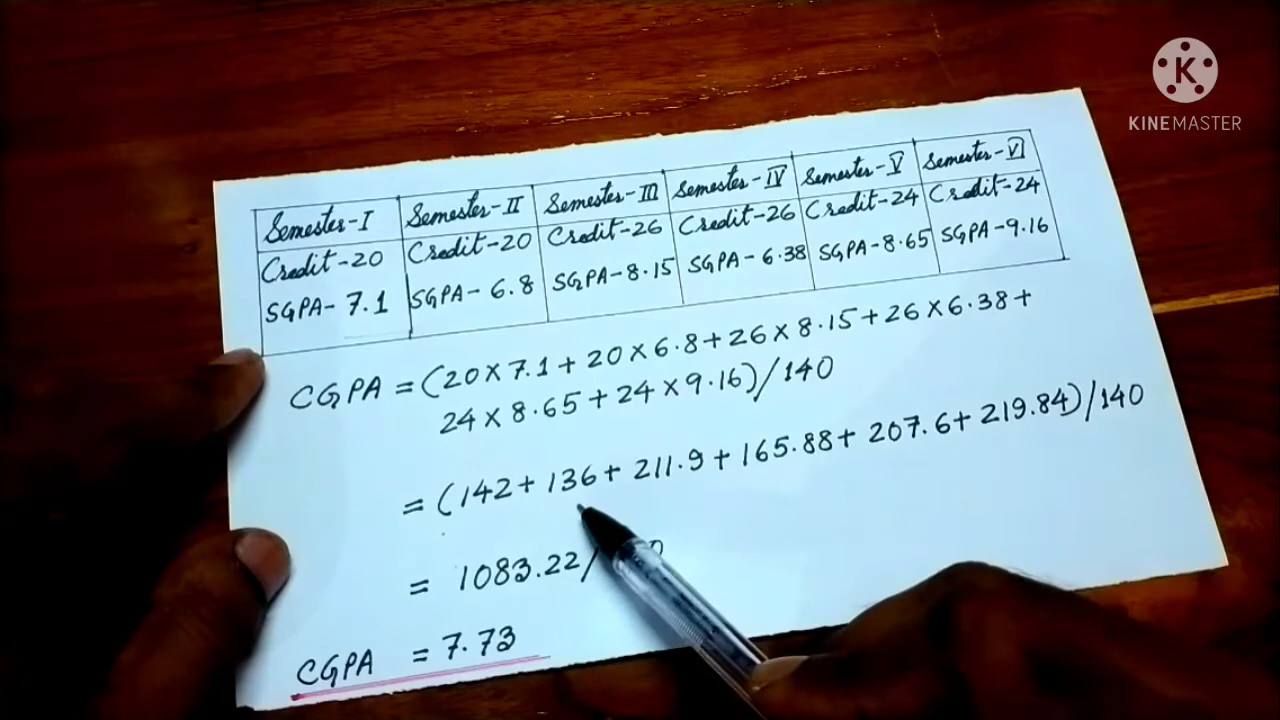 KINEMASTER
Semester-I Semester-II Semester-III Semester-IV Semester-V Semester-VI
Credit-20 Credit-20 Credit-26 Credit-26 Credit-24 Credit-24
SGPA-7.1 SGPA-6.8 SGPA-8.15 SGPA-6.38 SGPA-8.65 SGPA-9.16
CGPA = (20×7.1+20×6.8+26×8.15+26×6.38+
24×8.65+24×9.16)/140
= (142+136+211.9+165.88+207.6+219.84)/140
= 1083.22/
CGPA = 7.73